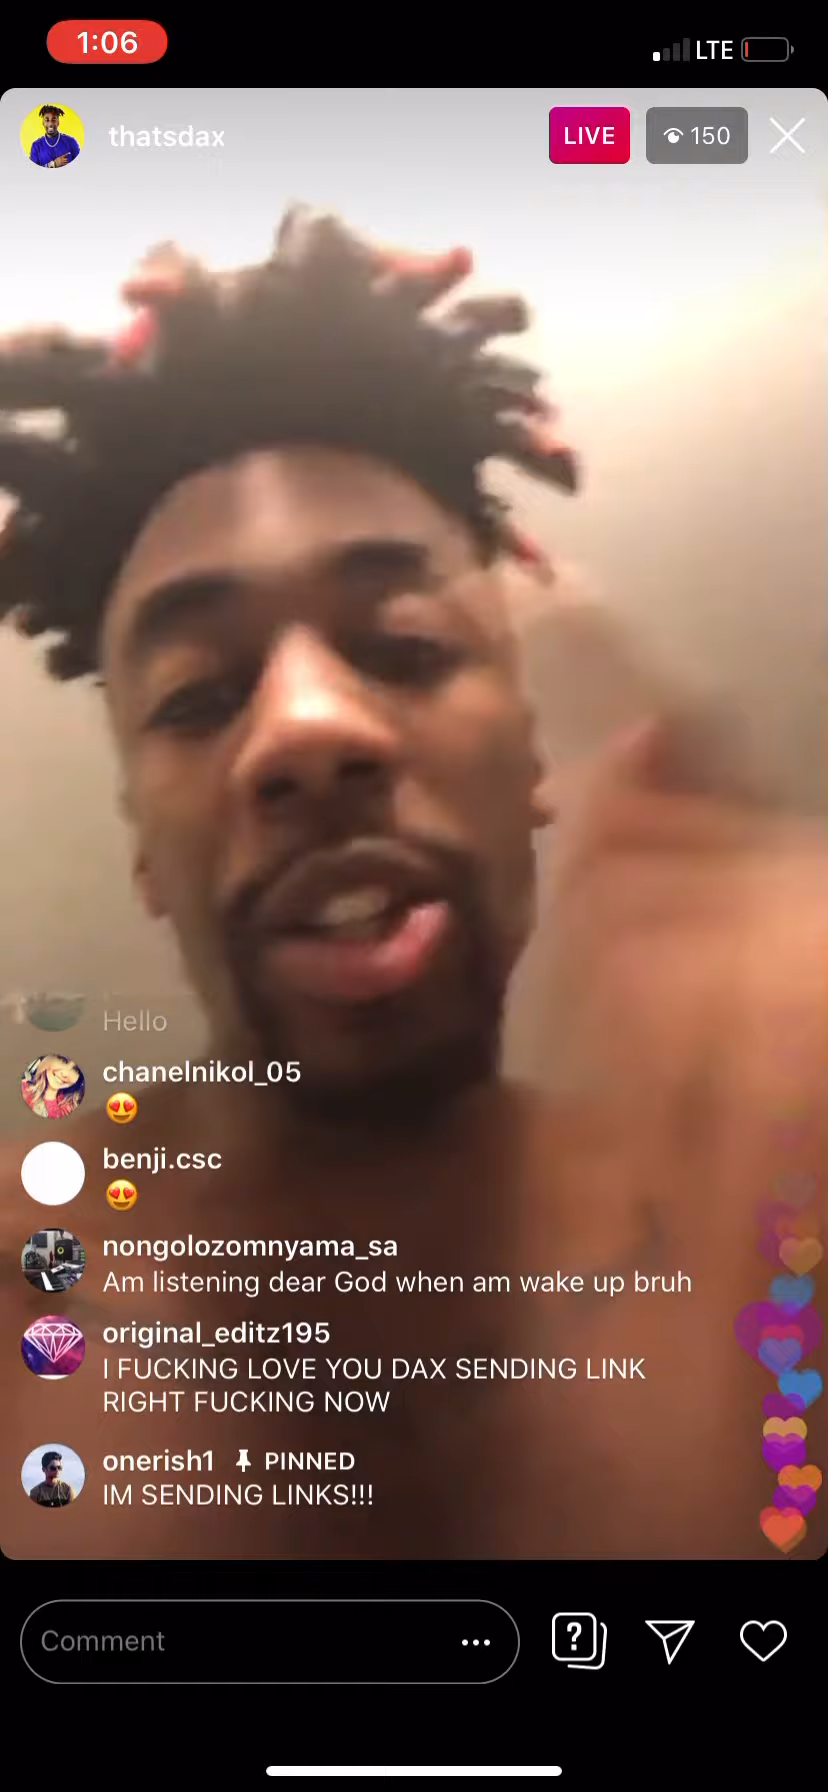 1:06
LTE
thatsdax
LIVE
150
Hello
chanelnikol_05
benji.csc
nongolozomnyama_sa
Am listening dear God when am wake up bruh
original_editz195
I FUCKING LOVE YOU DAX SENDING LINK
RIGHT FUCKING NOW
onerish1 PINNED
IM SENDING LINKS!!!
Comment
?